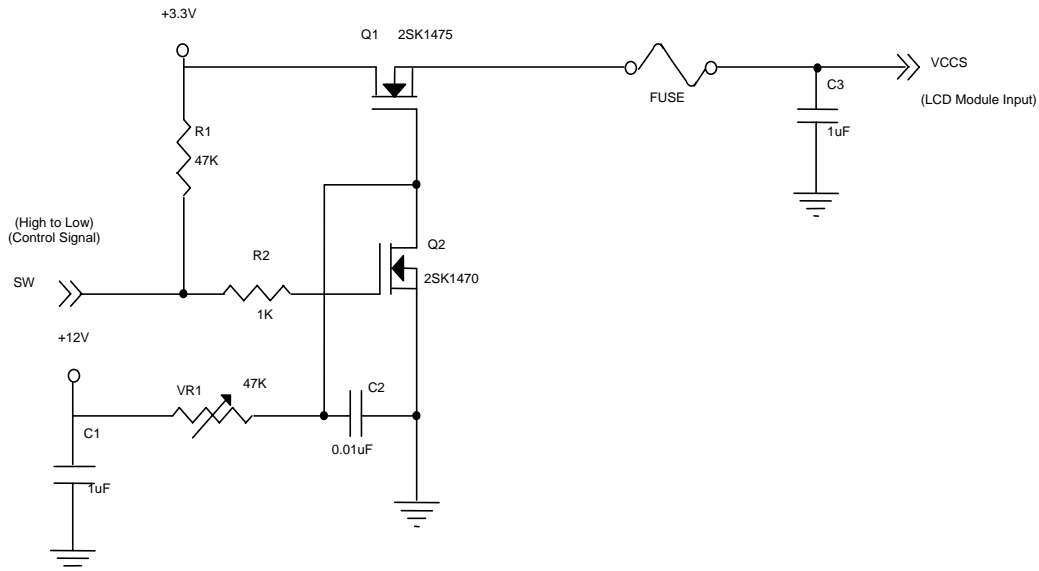 +3.3V
Q1 2SK1475
VCCS
C3
FUSE
(LCD Module Input)
R1
1uF
47K
(High to Low)
(Control Signal)
Q2
R2
SW
2SK1470
1K
+12V
VR1
47K
C2
C1
0.01uF
1uF